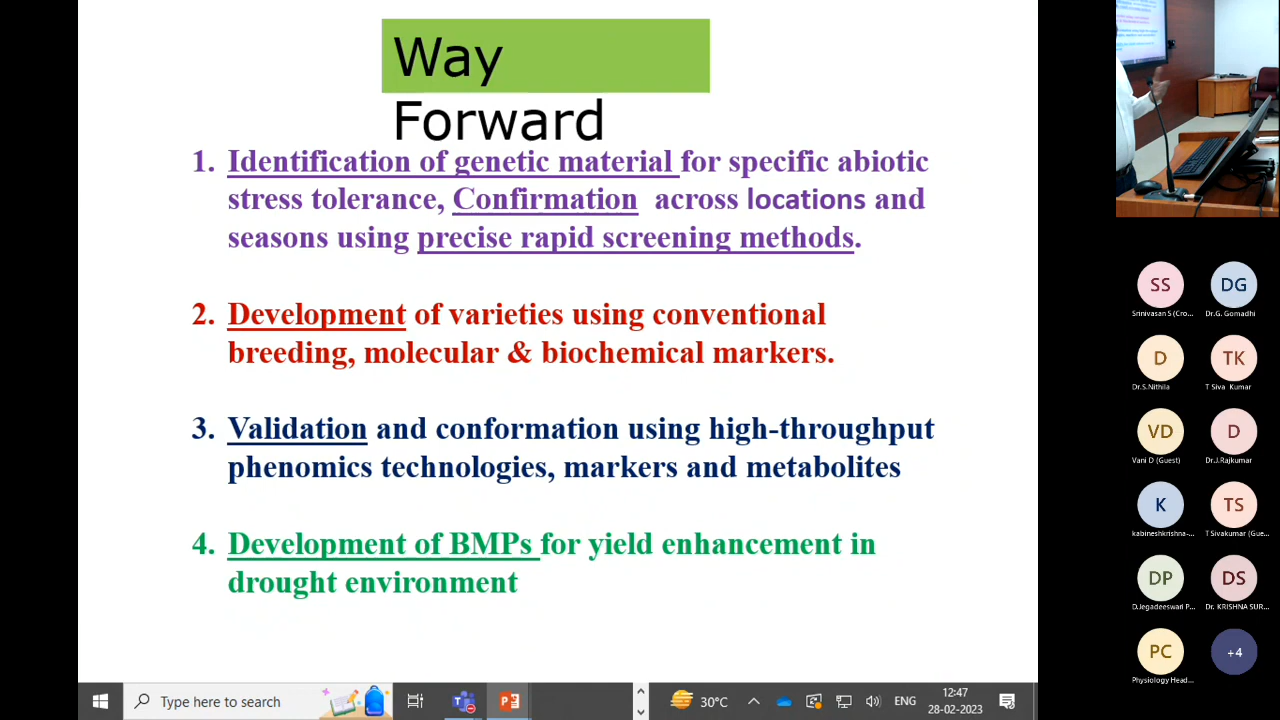 Way
Forward
1. Identification of genetic material for specific abiotic
stress tolerance, Confirmation across locations and
seasons using precise rapid screening methods.
2. Development of varieties using conventional
breeding, molecular & biochemical markers.
3. Validation and conformation using high-throughput
phenomics technologies, markers and metabolites
4. Development of BMPs for yield enhancement in
drought environment
SS
DG
Srinivasan S (Cro...
Dr.G. Gomadhi
D
TK
Dr.S.Nithila
T Siva Kumar
VD
D
Vani D (Guest)
Dr.J.Rajkumar
K
TS
kabineshkrishna-...
T Sivakumar (Gue...
DP
DS
D.Jegadeeswari P...
Dr. KRISHNA SUR...
PC
+4
Physiology Head...
Type here to search
30°C
ENG
12:47
28-02-2023